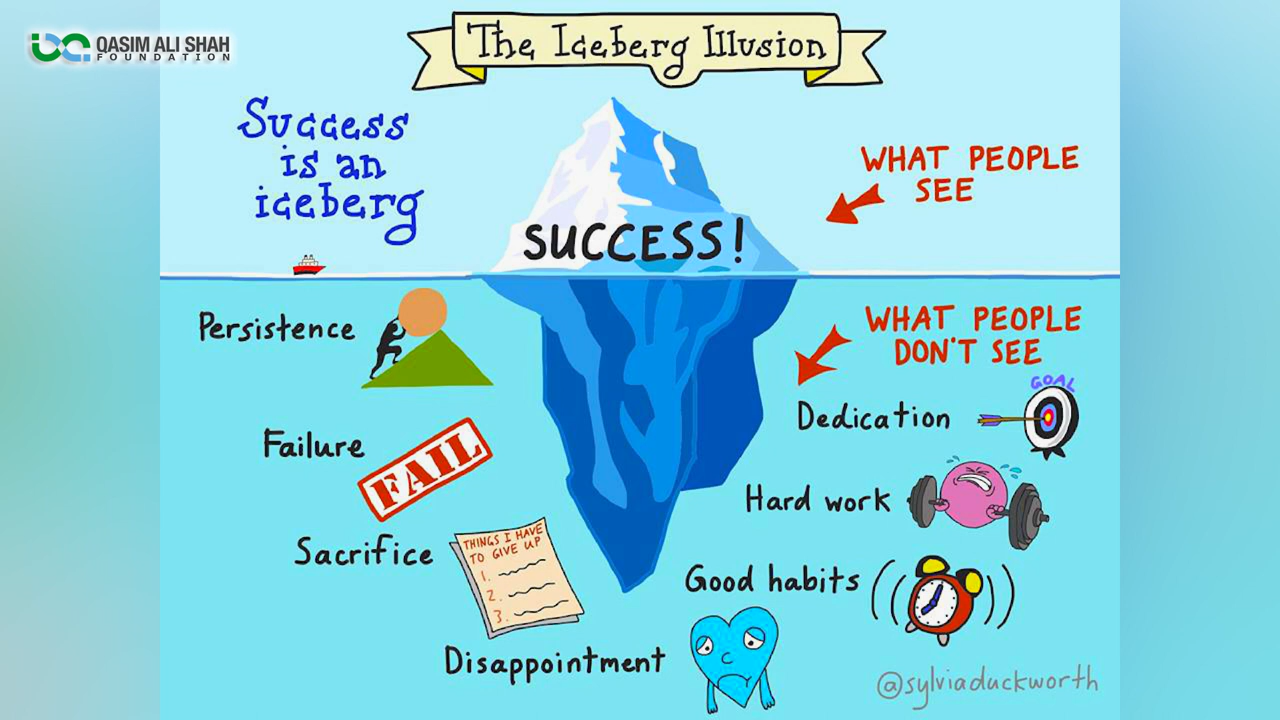 QASIM ALI SHAH
FOUNDATION
The Iceberg Illusion
Success
is an
iceberg
WHAT PEOPLE
SEE
SUCCESS!
WHAT PEOPLE
DON'T SEE
Persistence
Failure
FAIL
Sacrifice
THINGS I HAVE
TO GIVE UP
1.
2.
3.
Disappointment
GOAL
Dedication
Hard work
Good habits
@sylviaduckworth